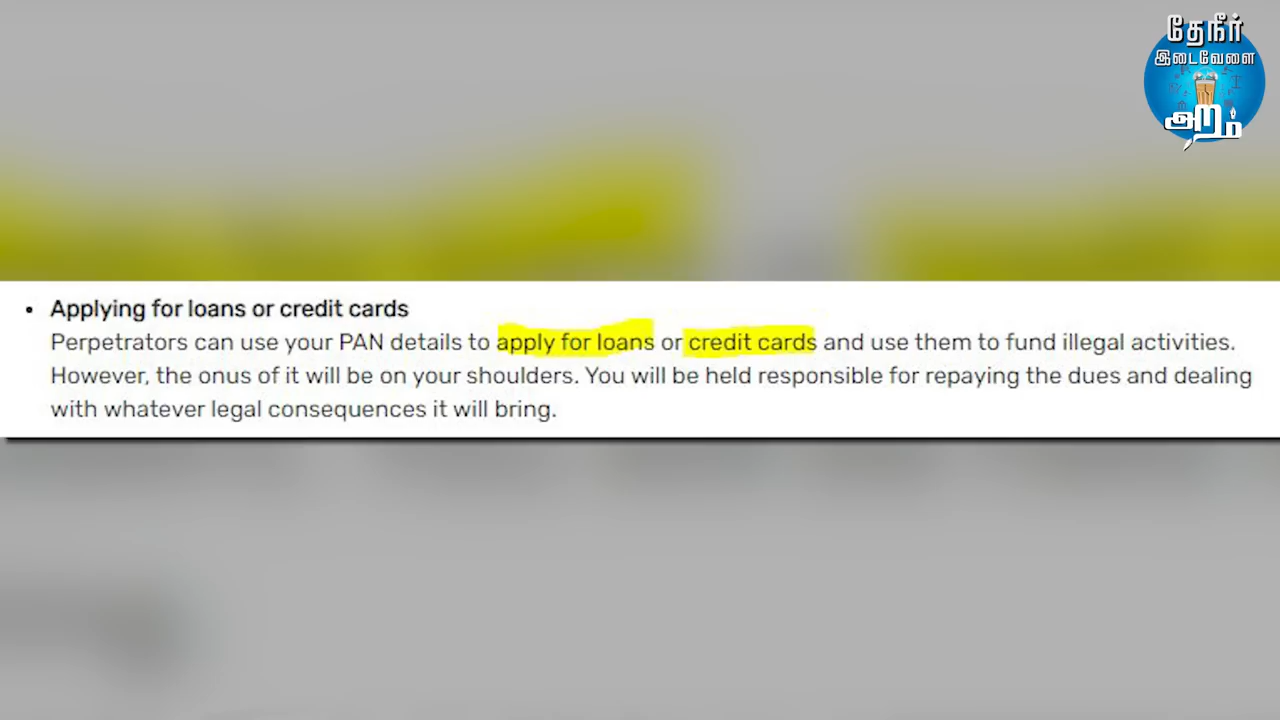 தேநீர்
இடைவேளை
அறம்
Applying for loans or credit cards
Perpetrators can use your PAN details to apply for loans or credit cards and use them to fund illegal activities.
However, the onus of it will be on your shoulders. You will be held responsible for repaying the dues and dealing
with whatever legal consequences it will bring.